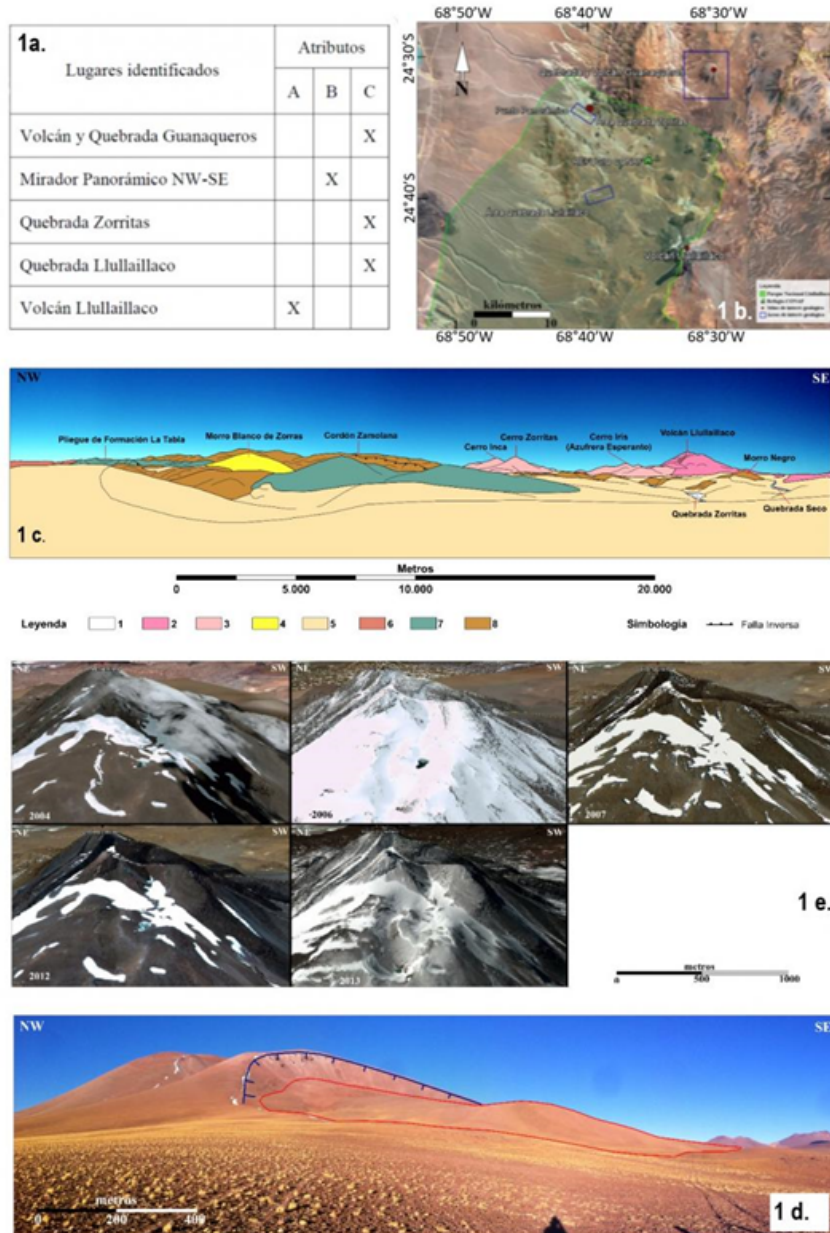 1a.
Lugares identificados
Atributos
A B C
Volcán y Quebrada Guanaqueros X
Mirador Panorámico NW-SE X
Quebrada Zorritas X
Quebrada Llullaillaco X
Volcán Llullaillaco X
68°50'W 68°40'W 68°30'W
24°30'S
24°40'S
N
kilómetros
0 10
1 b.
68°50'W 68°40'W 68°30'W
NW SE
Pliegue de Formación La Tabla
Morro Blanco de Zorras
Cordón Zarsolana
Cerro Inca
Cerro Zorritas
Cerro Iris
(Azufrera Esperanto)
Volcán Llullaillaco
Morro Negro
Quebrada Zorritas
Quebrada Seco
1 c.
Metros
0 5.000 10.000 20.000
Leyenda 1 2 3 4 5 6 7 8 Simbología Falla Inversa
NE SW
2004
NE SW
2006
NE SW
2007
NE SW
2012
NE SW
2013
1 e.
metros
0 500 1000
NW SE
metros
0 200 400
1 d.